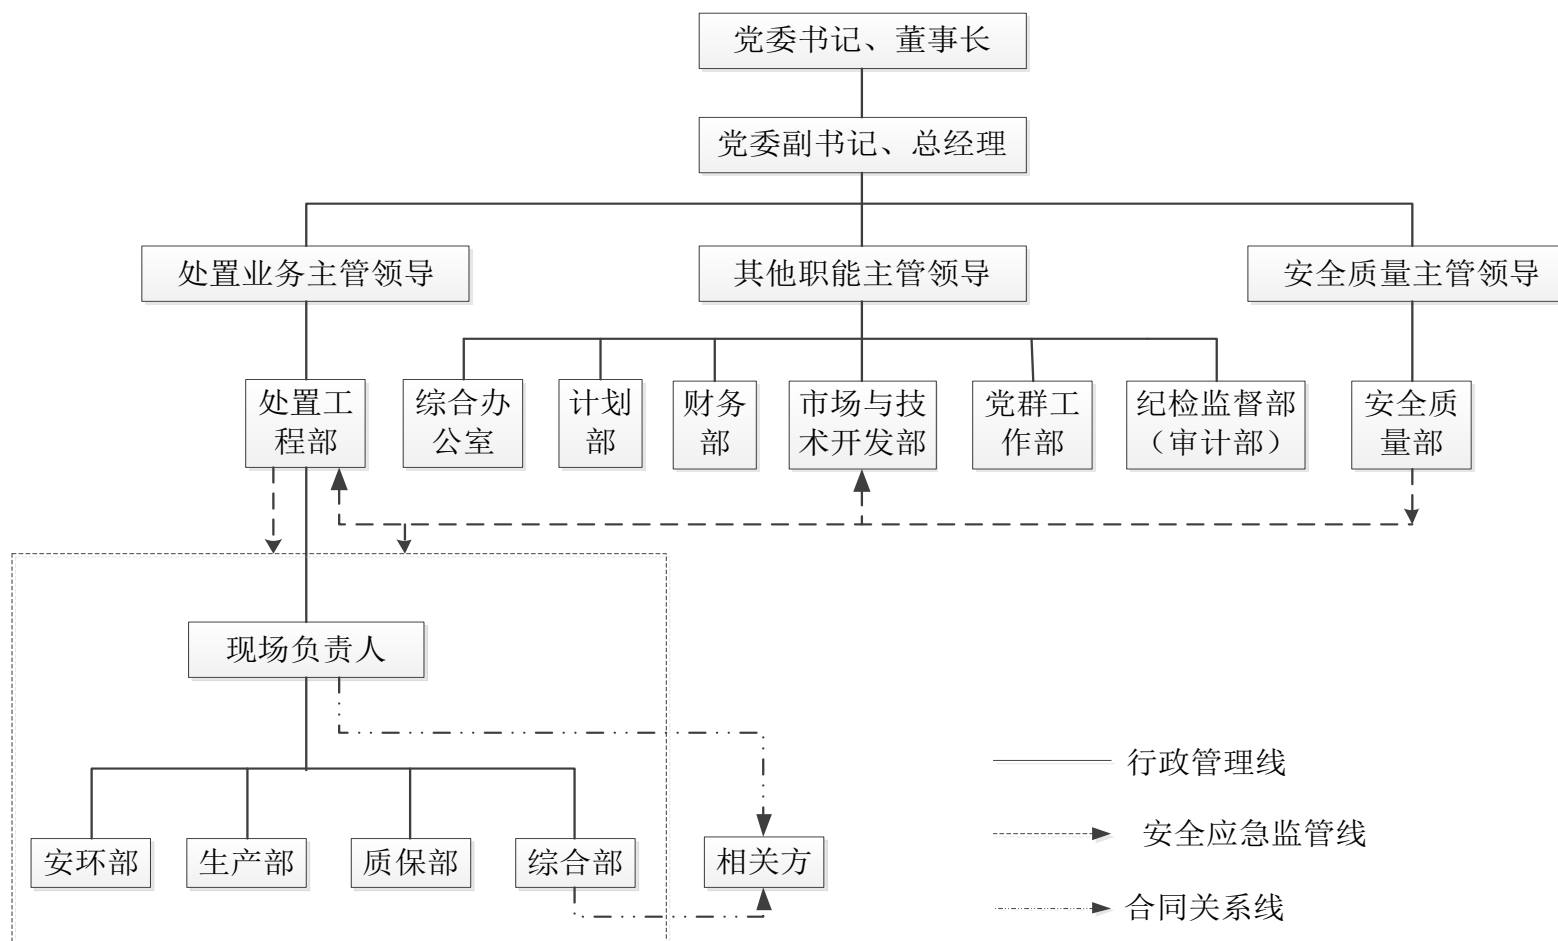 党委书记、董事长
党委副书记、总经理
处置业务主管领导
其他职能主管领导
安全质量主管领导
处置工
程部
综合办
公室
计划
部
财务
部
市场与技
术开发部
党群工
作部
纪检监督部
（审计部）
安全质
量部
现场负责人
安环部
生产部
质保部
综合部
相关方
行政管理线
安全应急监管线
合同关系线